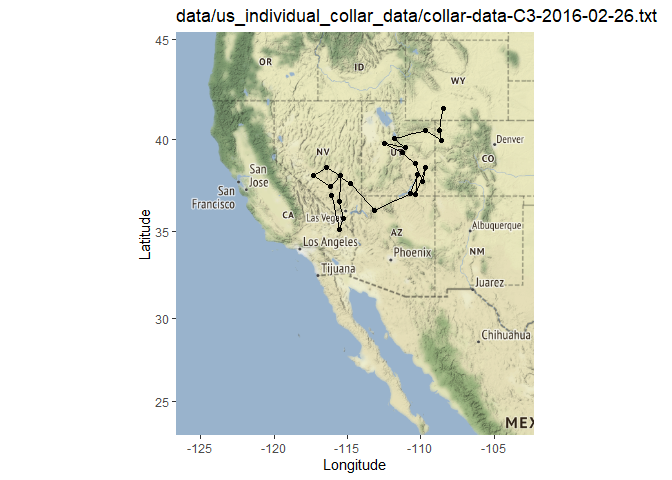 data/us_individual_collar_data/collar-data-C3-2016-02-26.txt
45
40
35
30
25
Latitude
OR
ID
WY
NV
Denver
CO
San
Jose
San
Francisco
CA
Las Vegas
AZ
Albuquerque
NM
Los Angeles
Phoenix
Tijuana
Juarez
Chihuahua
MEX
-125
-120
-115
-110
-105
Longitude